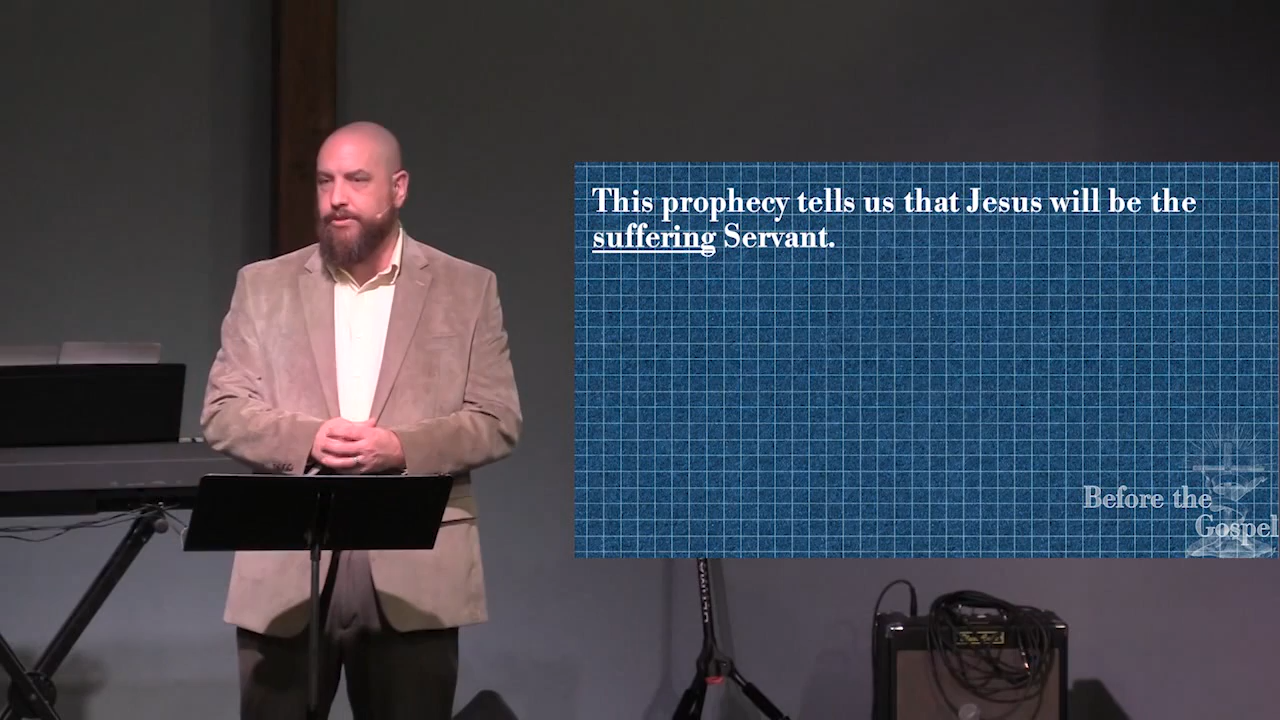 This prophecy tells us that Jesus will be the
suffering Servant.
Before the
Gospel